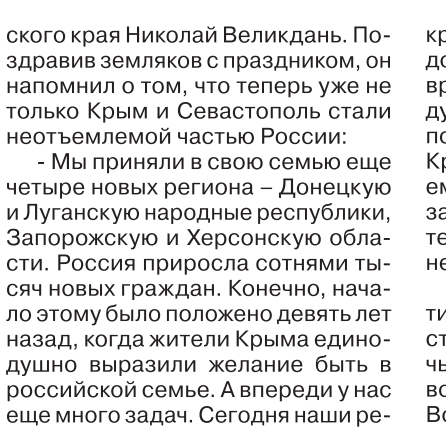 ского края Николай Великдань. По-
здравив земляков с праздником, он
напомнил о том, что теперь уже не
только Крым и Севастополь стали
неотъемлемой частью России:
- Мы приняли в свою семью еще
четыре новых региона – Донецкую
и Луганскую народные республики,
Запорожскую и Херсонскую обла-
сти. Россия приросла сотнями ты-
сяч новых граждан. Конечно, нача-
ло этому было положено девять лет
назад, когда жители Крыма едино-
душно выразили желание быть в
российской семье. А впереди у нас
еще много задач. Сегодня наши ре-